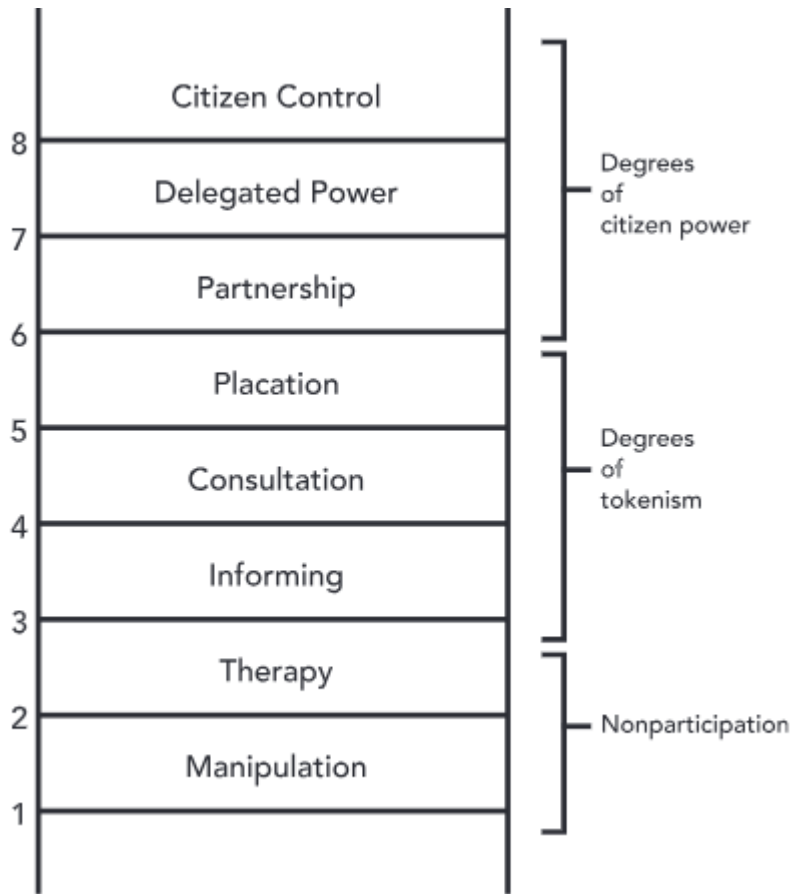 Citizen Control
8
Delegated Power
7
Partnership
6
Placation
5
Consultation
4
Informing
3
Therapy
2
Manipulation
1
Degrees
of
citizen power
Degrees
of
tokenism
Nonparticipation